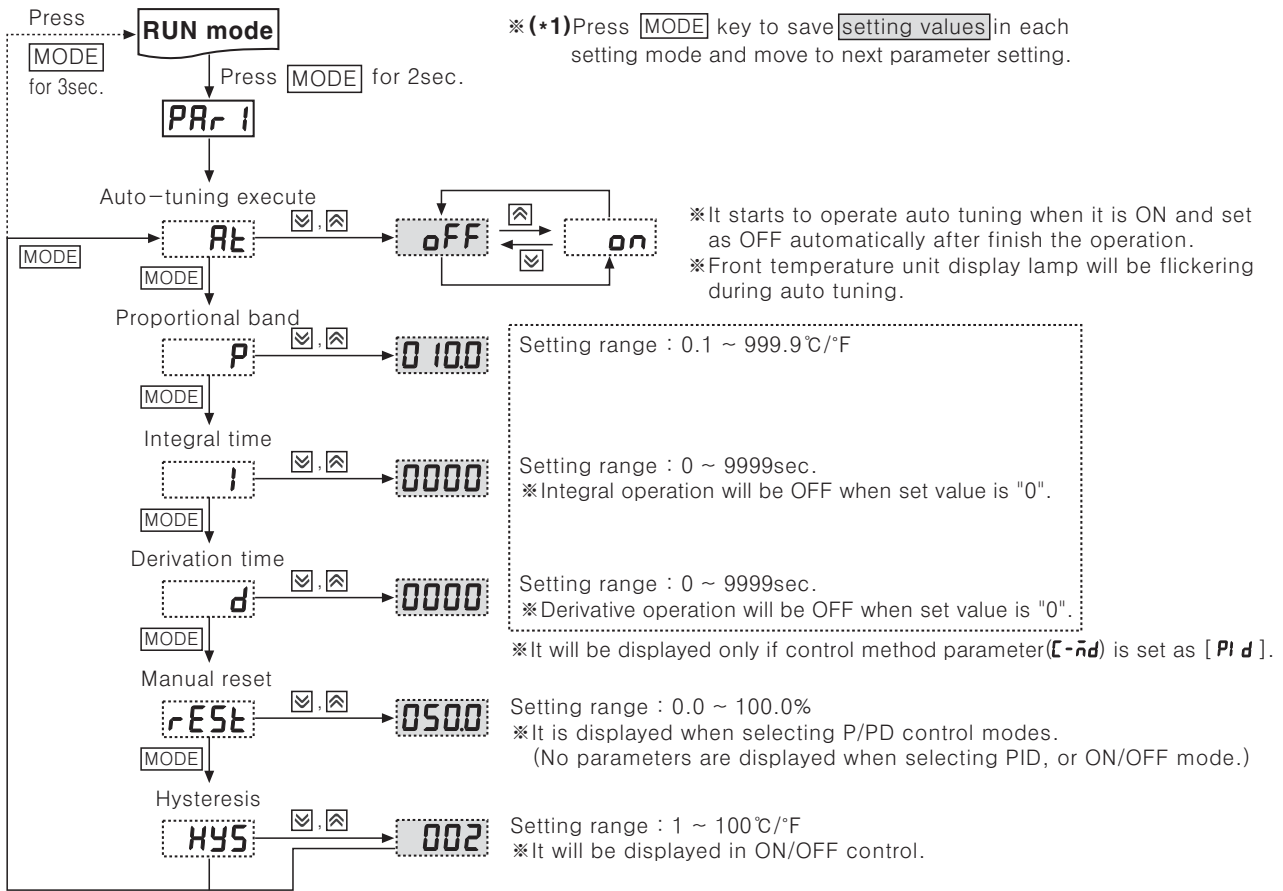 Press
MODE
for 3sec.
RUN mode
※(*1)Press MODE key to save setting values in each
setting mode and move to next parameter setting.
Press MODE for 2sec.
PAr1
Auto-tuning execute
At
,
oFF
on
※It starts to operate auto tuning when it is ON and set
as OFF automatically after finish the operation.
※Front temperature unit display lamp will be flickering
during auto tuning.
MODE
MODE
Proportional band
P
,
010.0
Setting range : 0.1 ~ 999.9℃/°F
MODE
Integral time
I
,
0000
Setting range : 0 ~ 9999sec.
※Integral operation will be OFF when set value is "0".
MODE
Derivation time
d
,
0000
Setting range : 0 ~ 9999sec.
※Derivative operation will be OFF when set value is "0".
MODE
※It will be displayed only if control method parameter(C-md) is set as [PId].
Manual reset
rESt
,
050.0
Setting range : 0.0 ~ 100.0%
※It is displayed when selecting P/PD control modes.
(No parameters are displayed when selecting PID, or ON/OFF mode.)
MODE
Hysteresis
HYS
,
002
Setting range : 1 ~ 100℃/°F
※It will be displayed in ON/OFF control.